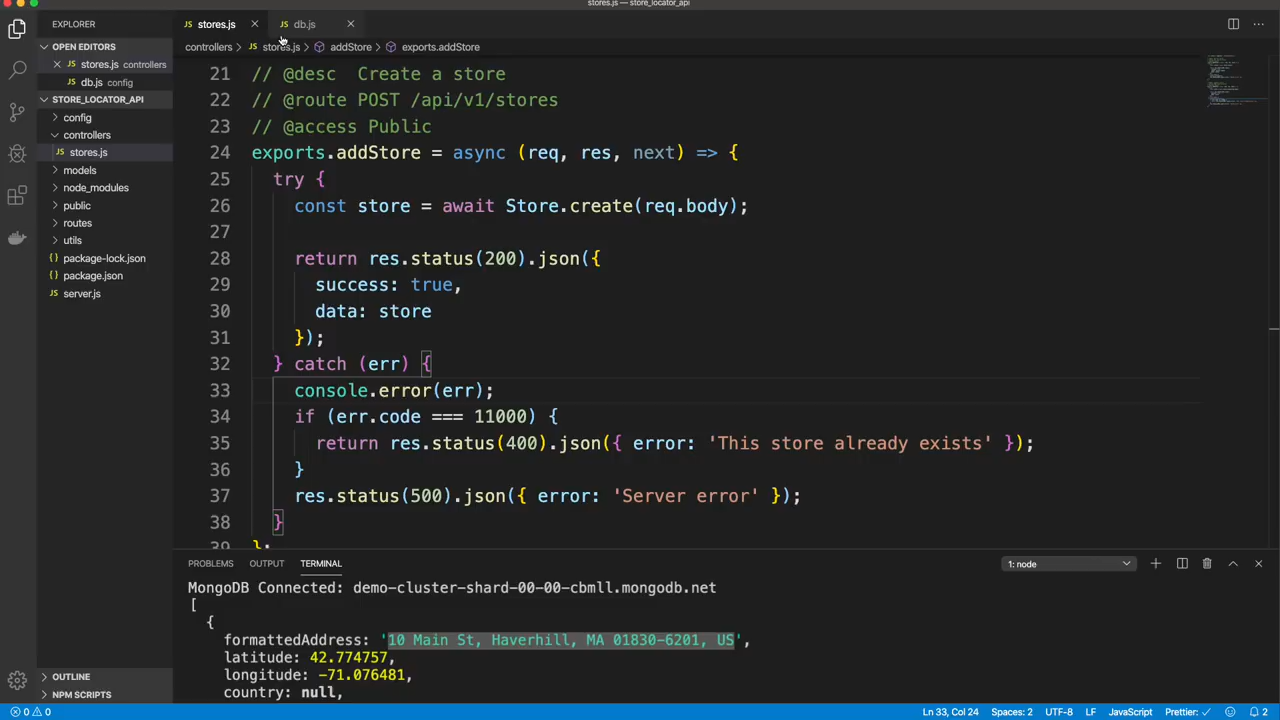 stores.js — store_locator_api
EXPLORER
OPEN EDITORS
stores.js controllers
db.js config
STORE_LOCATOR_API
config
controllers
stores.js
models
node_modules
public
routes
utils
{} package-lock.json
{} package.json
JS server.js
OUTLINE
NPM SCRIPTS
JS stores.js
JS db.js
controllers > JS stores.js > addStore > exports.addStore
21 // @desc Create a store
22 // @route POST /api/v1/stores
23 // @access Public
24 exports.addStore = async (req, res, next) => {
25 try {
26 const store = await Store.create(req.body);
27
28 return res.status(200).json({
29 success: true,
30 data: store
31 });
32 } catch (err) {
33 console.error(err);
34 if (err.code === 11000) {
35 return res.status(400).json({ error: 'This store already exists' });
36 }
37 res.status(500).json({ error: 'Server error' });
38 }
39 };
PROBLEMS OUTPUT TERMINAL
1: node
MongoDB Connected: demo-cluster-shard-00-00-cbmll.mongodb.net
[
{
formattedAddress: '10 Main St, Haverhill, MA 01830-6201, US',
latitude: 42.774757,
longitude: -71.076481,
country: null,
0 0 Ln 33, Col 24 Spaces: 2 UTF-8 LF JavaScript Prettier: ✓ 2